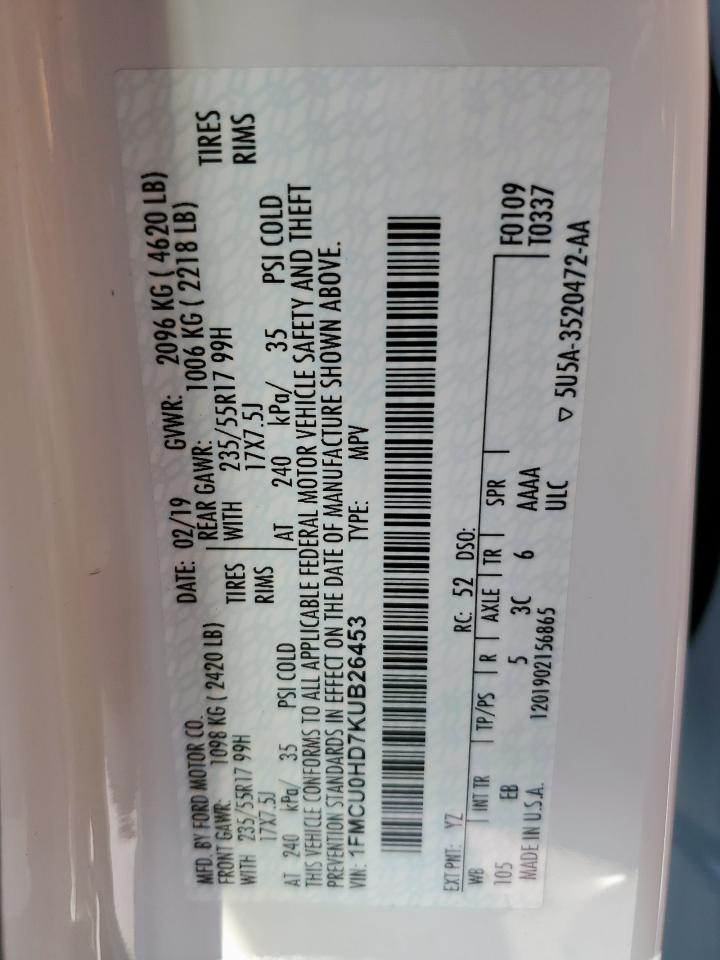 MFD. BY FORD MOTOR CO.
DATE: 02/19 GVWR: 2096 KG ( 4620 LB)
FRONT GAWR: 1098 KG ( 2420 LB) REAR GAWR: 1006 KG ( 2218 LB)
WITH 235/55R17 99H TIRES WITH 235/55R17 99H TIRES
17X7.5J RIMS 17X7.5J RIMS
AT 240 kPa/ 35 PSI COLD AT 240 kPa/ 35 PSI COLD
THIS VEHICLE CONFORMS TO ALL APPLICABLE FEDERAL MOTOR VEHICLE SAFETY AND THEFT
PREVENTION STANDARDS IN EFFECT ON THE DATE OF MANUFACTURE SHOWN ABOVE.
VIN: 1FMCU0HD7KUB26453 TYPE: MPV
EXT PNT: YZ RC: 52 DSO:
WB INT TR TP/PS R AXLE TR SPR F0109
105 EB 5 3C 6 AAAA T0337
MADE IN U.S.A. 1201902156865 ULC
▽ 5U5A-3520472-AA